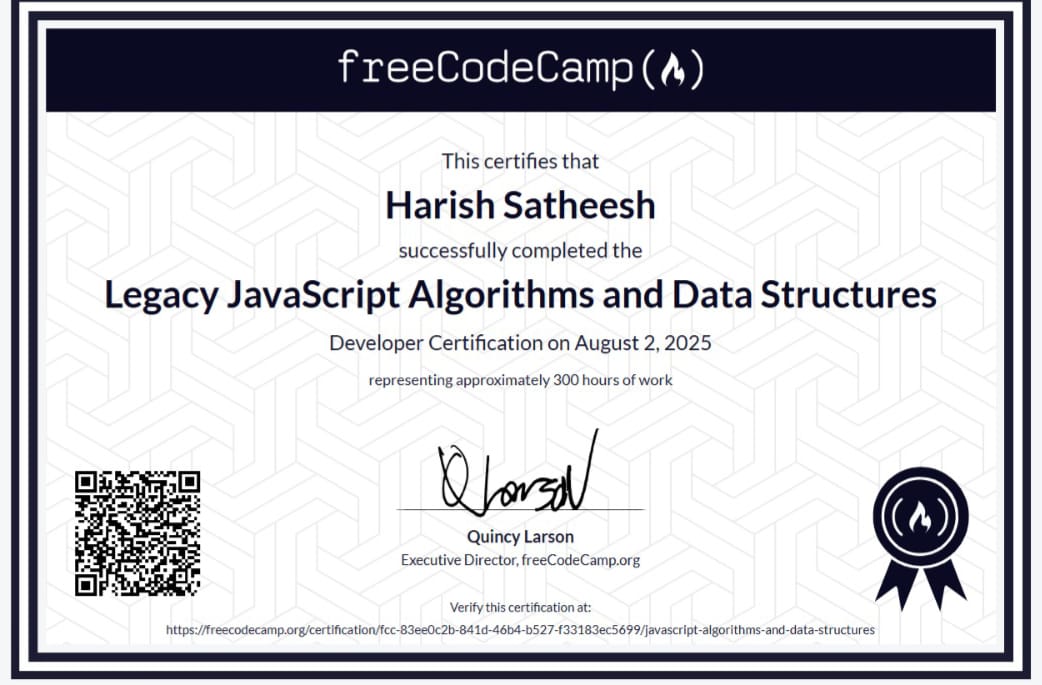 freeCodeCamp
This certifies that
Harish Satheesh
successfully completed the
Legacy JavaScript Algorithms and Data Structures
Developer Certification on August 2, 2025
representing approximately 300 hours of work
Quincy Larson
Executive Director, freeCodeCamp.org
Verify this certification at:
https://freecodecamp.org/certification/fcc-83ee0c2b-841d-46b4-b527-f33183ec5699/javascript-algorithms-and-data-structures